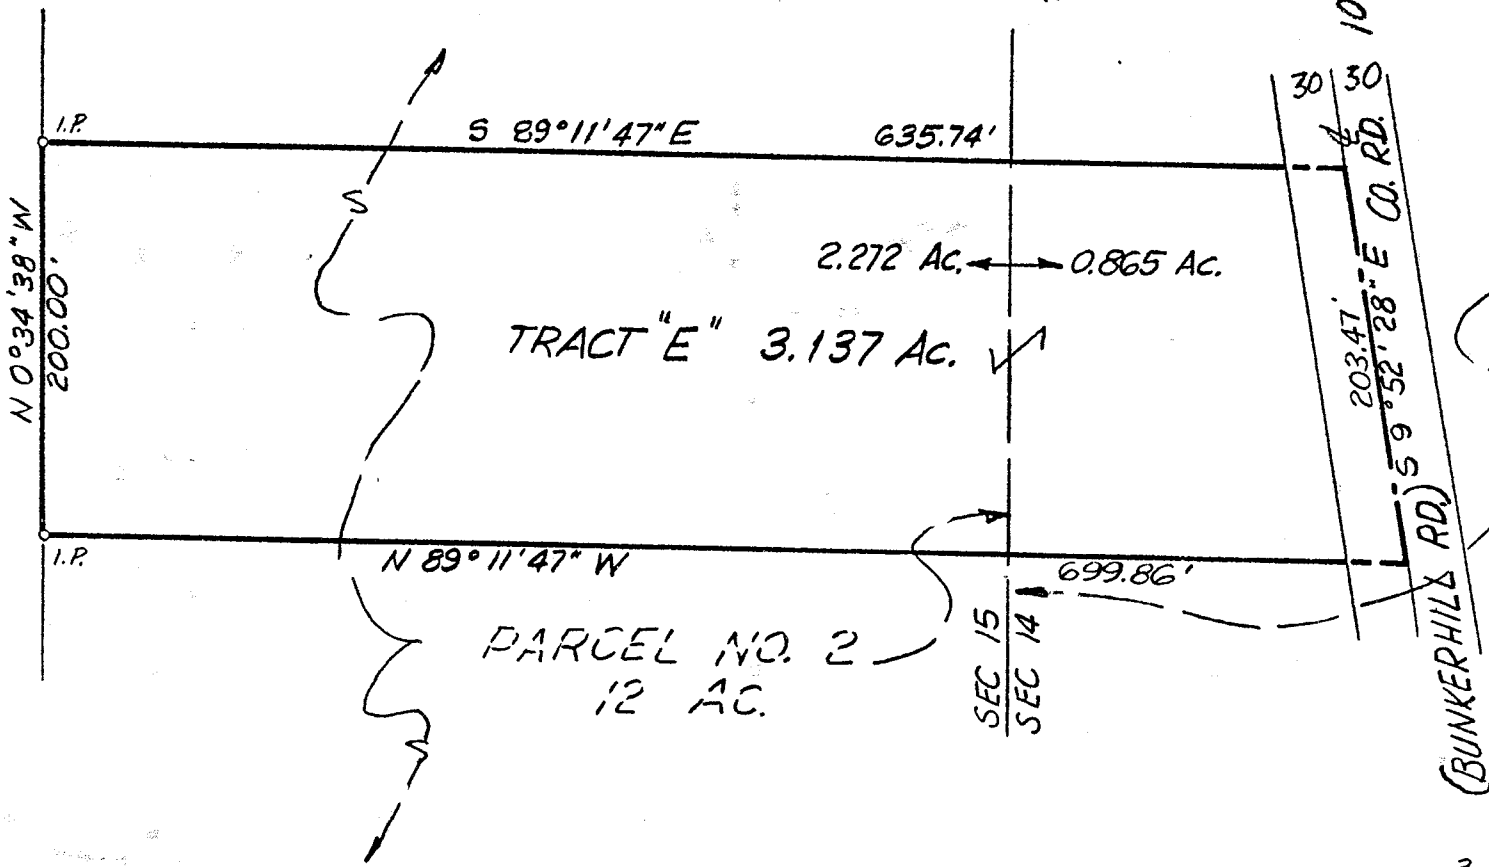 30 30
I.P.
S 89°11'47" E 635.74'
N 0°34'38" W
200.00'
2.272 AC. 0.865 AC.
TRACT "E" 3.137 AC.
203.47'
S 9°52'28" E
CO. RD. 10
(BUNKERHILL RD.)
I.P.
N 89°11'47" W 699.86'
PARCEL NO. 2
12 AC.
SEC 15
SEC 14
S
S